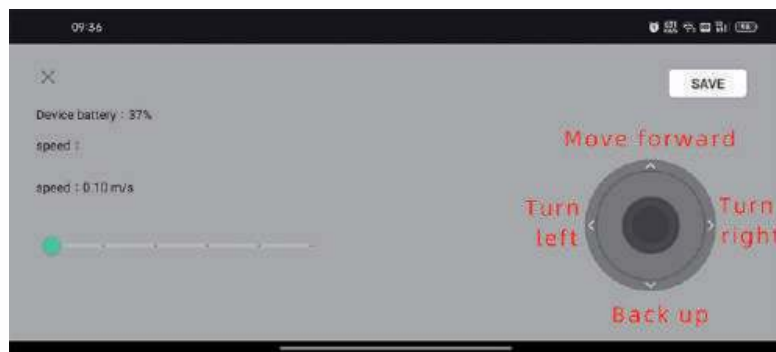 09:36
SAVE
Device battery : 37%
speed :
speed : 0.10 m/s
Move forward
Turn left
Turn right
Back up